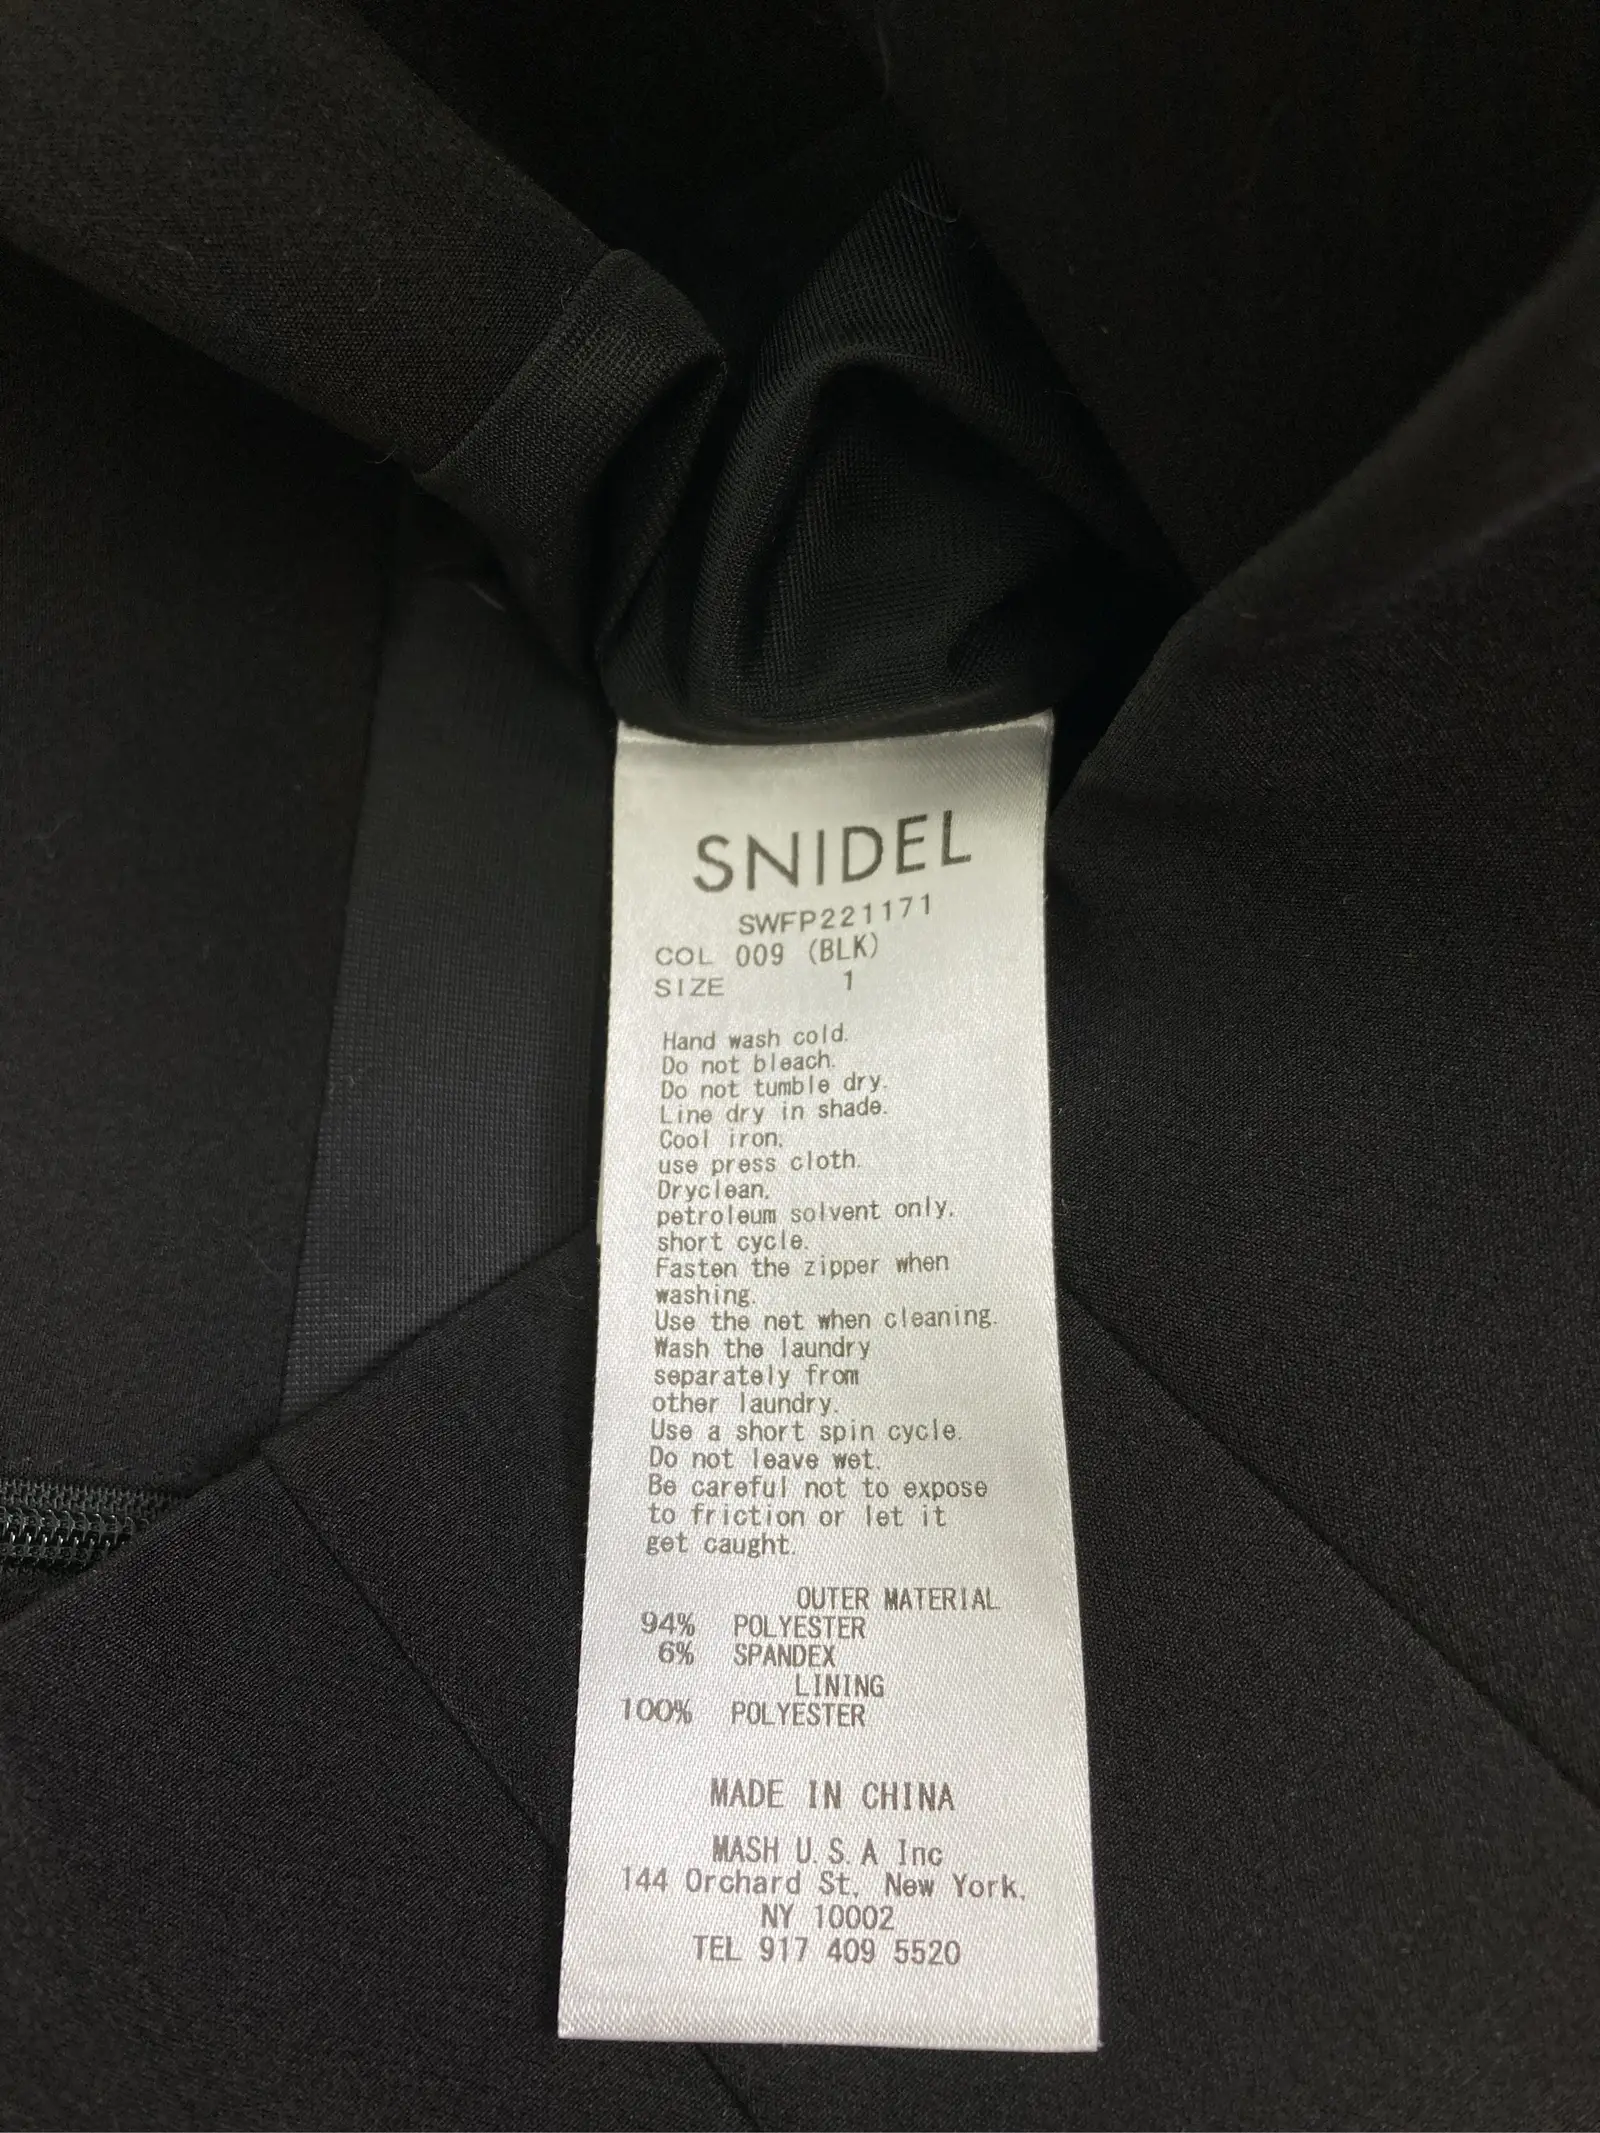 SNIDEL
SWFP221171
COL 009 (BLK)
SIZE 1
Hand wash cold.
Do not bleach.
Do not tumble dry.
Line dry in shade.
Cool iron.
use press cloth.
Dryclean.
petroleum solvent only.
short cycle.
Fasten the zipper when
washing.
Use the net when cleaning.
Wash the laundry
separately from
other laundry.
Use a short spin cycle.
Do not leave wet.
Be careful not to expose
to friction or let it
get caught.
OUTER MATERIAL
94% POLYESTER
6% SPANDEX
LINING
100% POLYESTER
MADE IN CHINA
MASH U.S.A Inc
144 Orchard St. New York,
NY 10002
TEL 917 409 5520